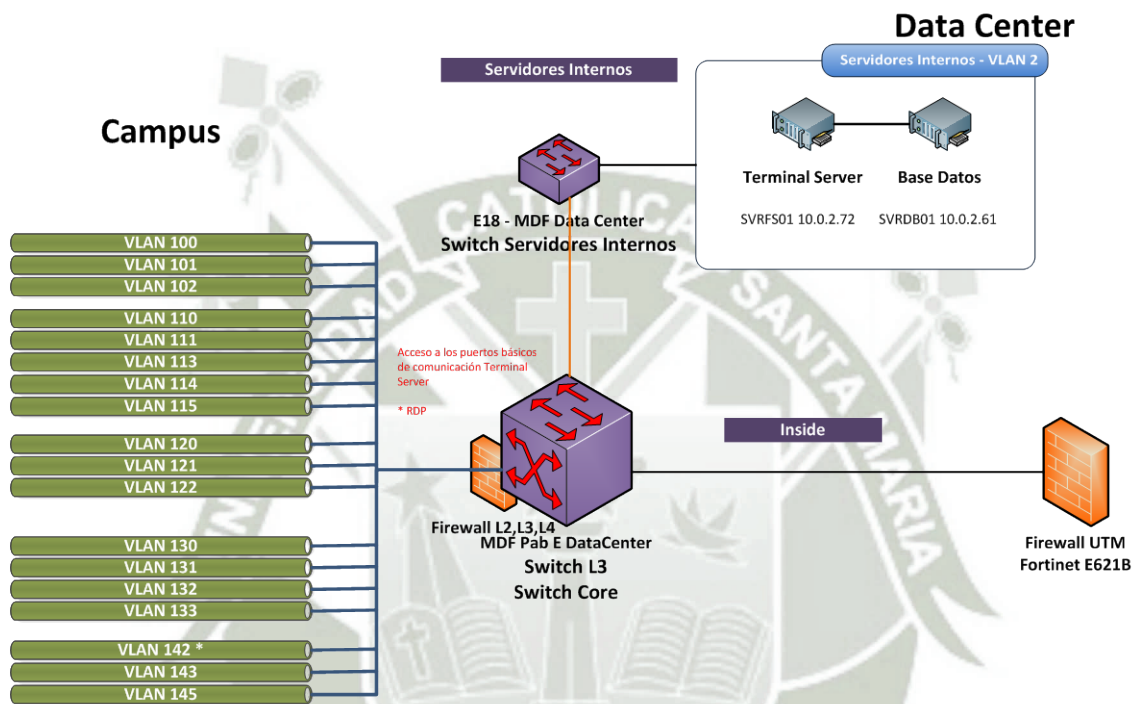 Data Center
Servidores Internos
Servidores Internos - VLAN 2
Campus
Terminal Server
Base Datos
SVRFS01 10.0.2.72
SVRDB01 10.0.2.61
E18 - MDF Data Center
Switch Servidores Internos
VLAN 100
VLAN 101
VLAN 102
VLAN 110
VLAN 111
VLAN 113
VLAN 114
VLAN 115
VLAN 120
VLAN 121
VLAN 122
VLAN 130
VLAN 131
VLAN 132
VLAN 133
VLAN 142 *
VLAN 143
VLAN 145
Acceso a los puertos básicos
de comunicación Terminal
Server
* RDP
Inside
Firewall L2,L3,L4
MDF Pab E DataCenter
Switch L3
Switch Core
Firewall UTM
Fortinet E621B
CATOLICA
SANTA MARIA